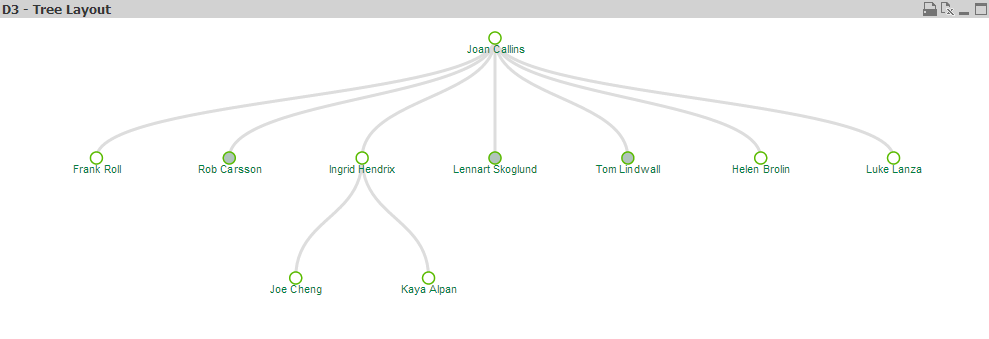 D3 - Tree Layout
Joan Callins
Frank Roll
Rob Carsson
Ingrid Hendrix
Lennart Skoglund
Tom Lindwall
Helen Brolin
Luke Lanza
Joe Cheng
Kaya Alpan